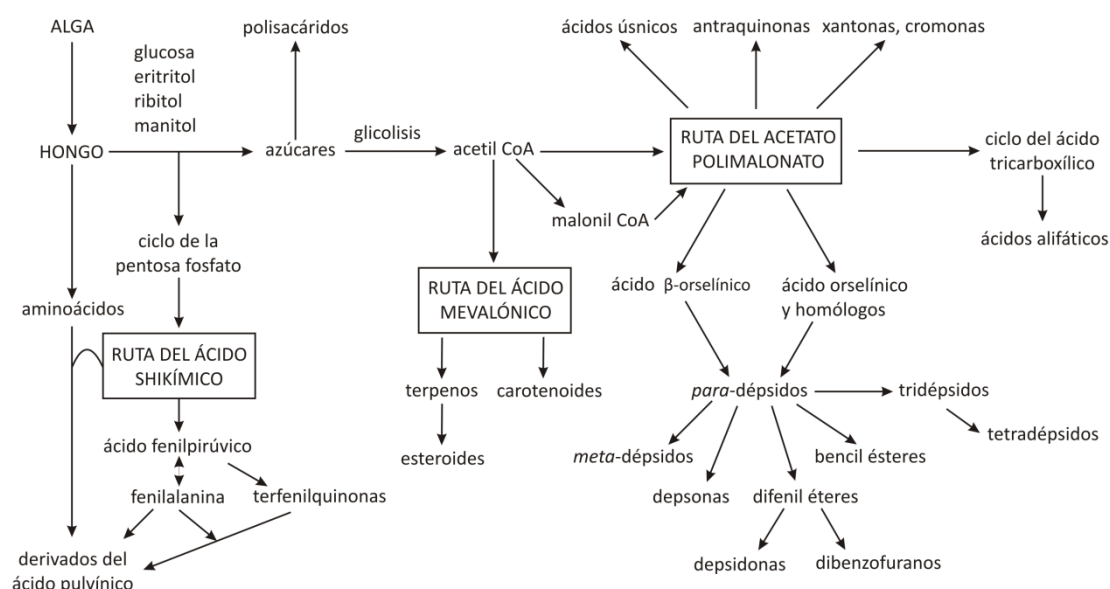 ALGA
glucosa
eritritol
ribitol
manitol
polisacáridos
ácidos úsnicos
antraquinonas
xantonas, cromonas
HONGO
azúcares
glicolisis
acetil CoA
RUTA DEL ACETATO
POLIMALONATO
ciclo del ácido
tricarboxílico
malonil CoA
ácidos alifáticos
ciclo de la
pentosa fosfato
aminoácidos
RUTA DEL ÁCIDO
MEVALÓNICO
ácido β-orselínico
ácido orselínico
y homólogos
RUTA DEL ÁCIDO
SHIKÍMICO
terpenos
carotenoides
para-dépsidos
tridépsidos
tetradépsidos
ácido fenilpirúvico
esteroides
meta-dépsidos
bencil ésteres
fenilalanina
terfenilquinonas
depsonas
difenil éteres
derivados del
ácido pulvínico
depsidonas
dibenzofuranos